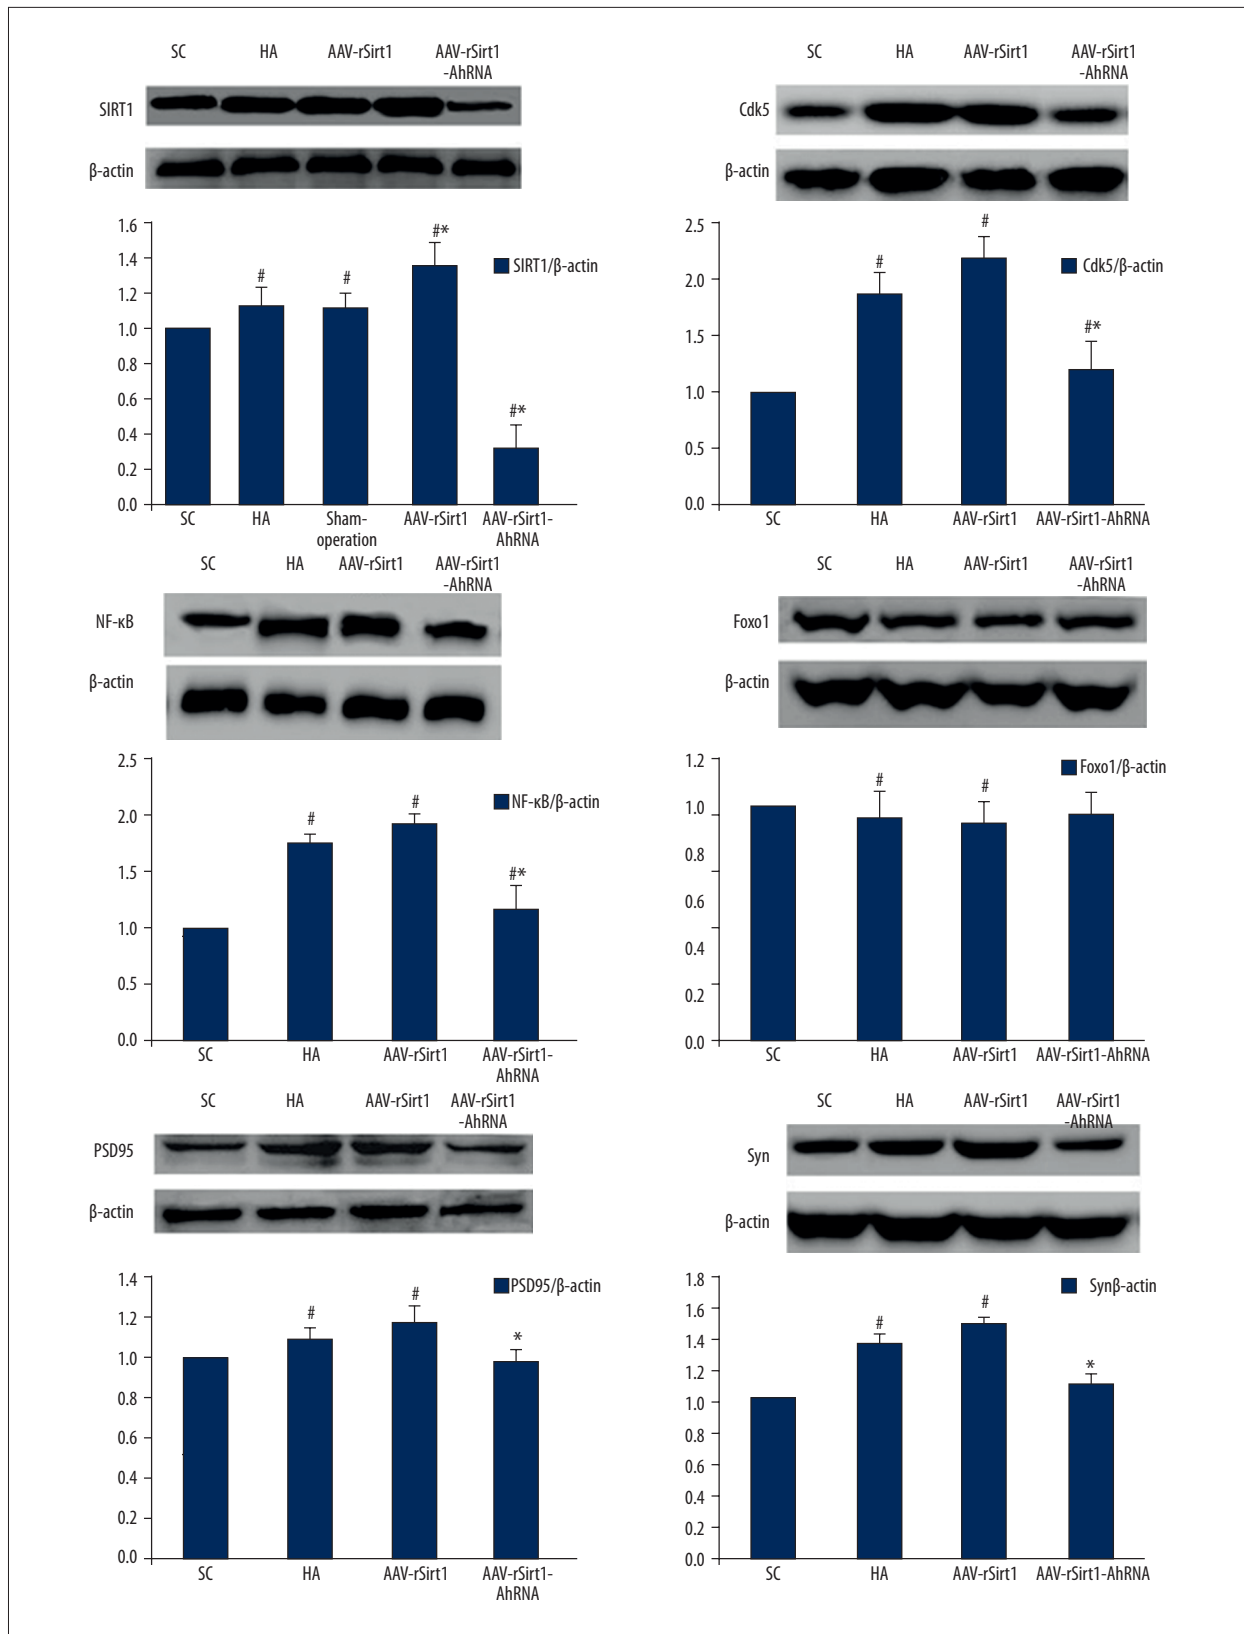 SC HA AAV-rSirt1 AAV-rSirt1
-AhRNA
SIRT1
β-actin
1.6
1.4
1.2
1.0
0.8
0.6
0.4
0.2
0.0
# # #* #*
SIRT1/β-actin
SC HA Sham- AAV-rSirt1 AAV-rSirt1-
operation AhRNA
SC HA AAV-rSirt1 AAV-rSirt1
-AhRNA
Cdk5
β-actin
2.5
2.0
1.5
1.0
0.5
0.0
# # #*
Cdk5/β-actin
SC HA AAV-rSirt1 AAV-rSirt1-AhRNA
SC HA AAV-rSirt1 AAV-rSirt1
-AhRNA
NF-κB
β-actin
2.5
2.0
1.5
1.0
0.5
0.0
# # #*
NF-κB/β-actin
SC HA AAV-rSirt1 AAV-rSirt1-
AhRNA
SC HA AAV-rSirt1 AAV-rSirt1
-AhRNA
Foxo1
β-actin
1.2
1.0
0.8
0.6
0.4
0.2
0.0
# #
Foxo1/β-actin
SC HA AAV-rSirt1 AAV-rSirt1-AhRNA
SC HA AAV-rSirt1 AAV-rSirt1
-AhRNA
PSD95
β-actin
1.4
1.2
1.0
0.8
0.6
0.4
0.2
0.0
# # *
PSD95/β-actin
SC HA AAV-rSirt1 AAV-rSirt1-
AhRNA
SC HA AAV-rSirt1 AAV-rSirt1
-AhRNA
Syn
β-actin
1.8
1.6
1.4
1.2
1.0
0.8
0.6
0.4
0.2
0.0
# # *
Synβ-actin
SC HA AAV-rSirt1 AAV-rSirt1-AhRNA